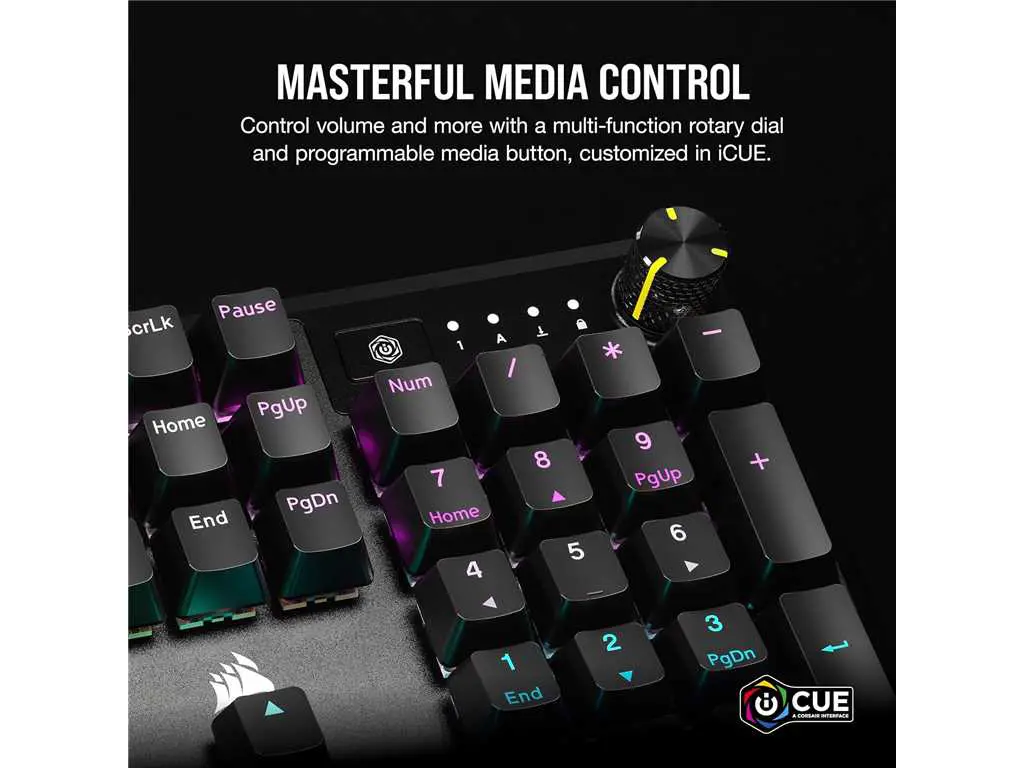 MASTERFUL MEDIA CONTROL
Control volume and more with a multi-function rotary dial
and programmable media button, customized in iCUE.
ScrLk
Pause
1
A
Num
/
*
-
Home
PgUp
7
Home
8
9
PgUp
+
End
PgDn
4
5
6
1
End
2
3
PgDn
iCUE
A CORSAIR INTERFACE